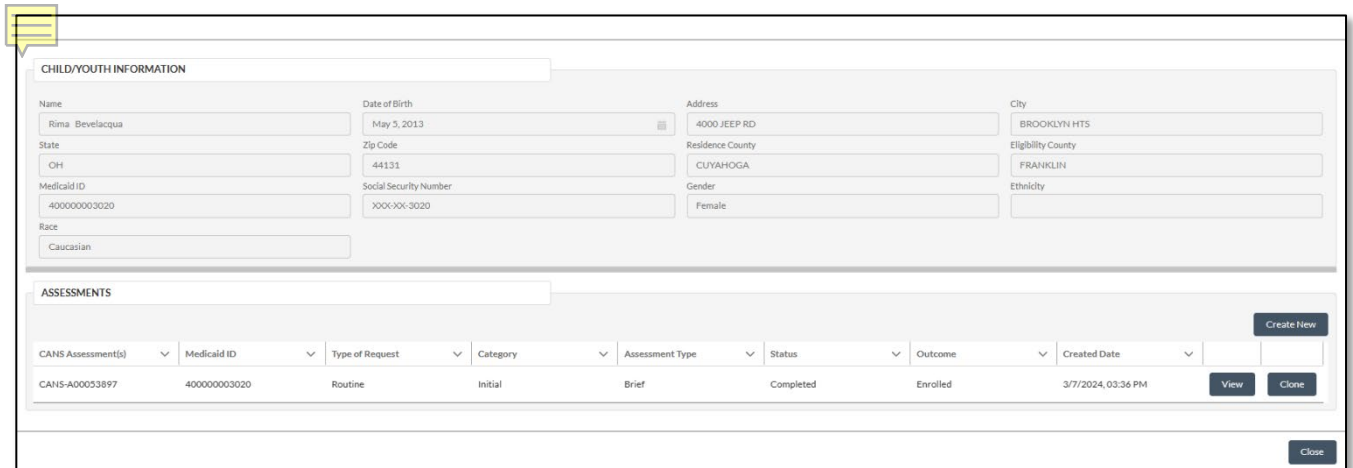 CHILD/YOUTH INFORMATION
Name Date of Birth Address City
Rima Bevelacqua May 5, 2013 4000 JEEP RD BROOKLYN HTS
State Zip Code Residence County Eligibility County
OH 44131 CUYAHOGA FRANKLIN
Medicaid ID Social Security Number Gender Ethnicity
400000003020 XXX-XX-3020 Female
Race
Caucasian
ASSESSMENTS
Create New
CANS Assessment(s) Medicaid ID Type of Request Category Assessment Type Status Outcome Created Date
CANS-A00053897 400000003020 Routine Initial Brief Completed Enrolled 3/7/2024, 03:36 PM View Clone
Close